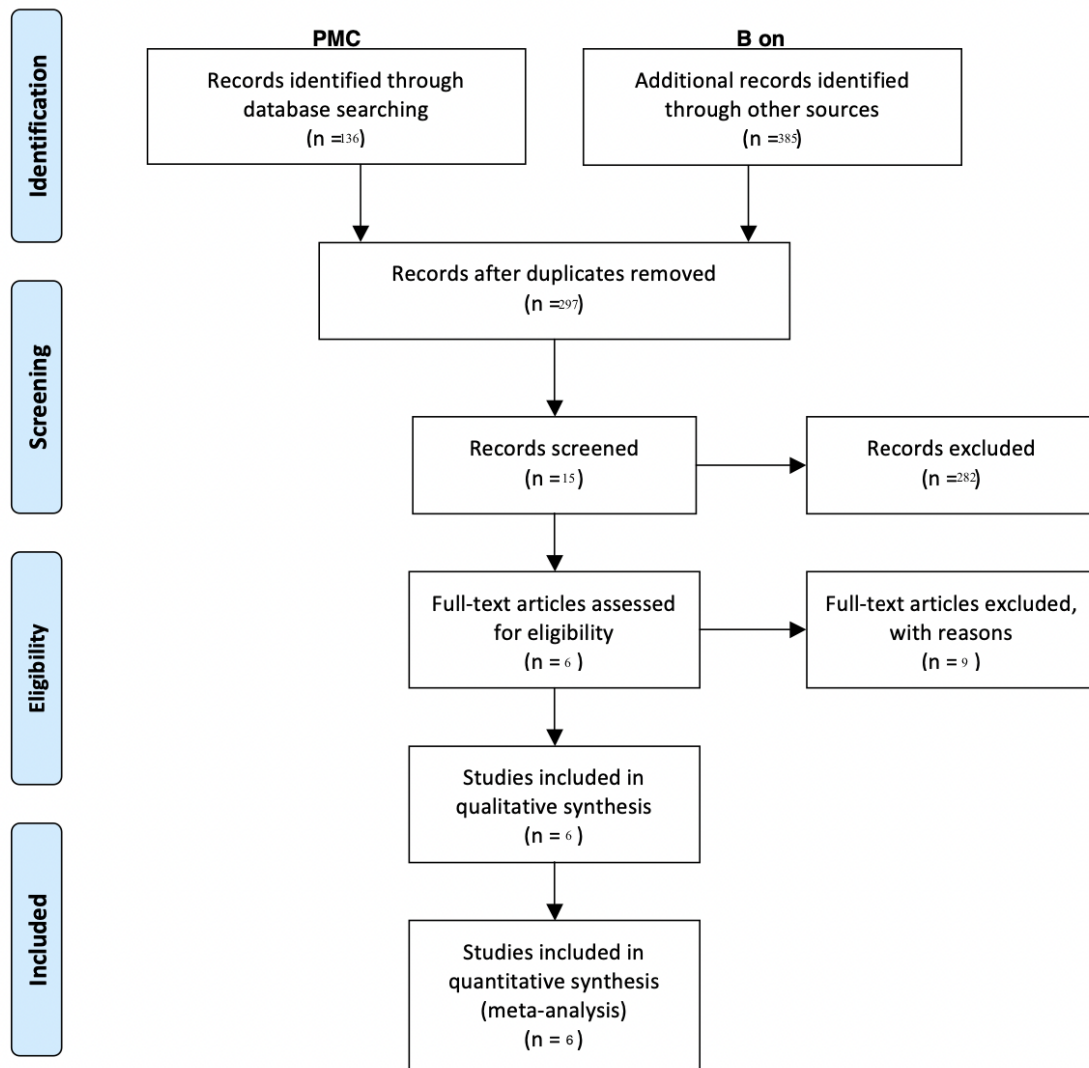 Identification
PMC
Records identified through
database searching
(n =136)
B on
Additional records identified
through other sources
(n =385)
Records after duplicates removed
(n =297)
Screening
Records screened
(n =15)
Records excluded
(n =282)
Eligibility
Full-text articles assessed
for eligibility
(n = 6 )
Full-text articles excluded,
with reasons
(n = 9 )
Included
Studies included in
qualitative synthesis
(n = 6 )
Studies included in
quantitative synthesis
(meta-analysis)
(n = 6 )